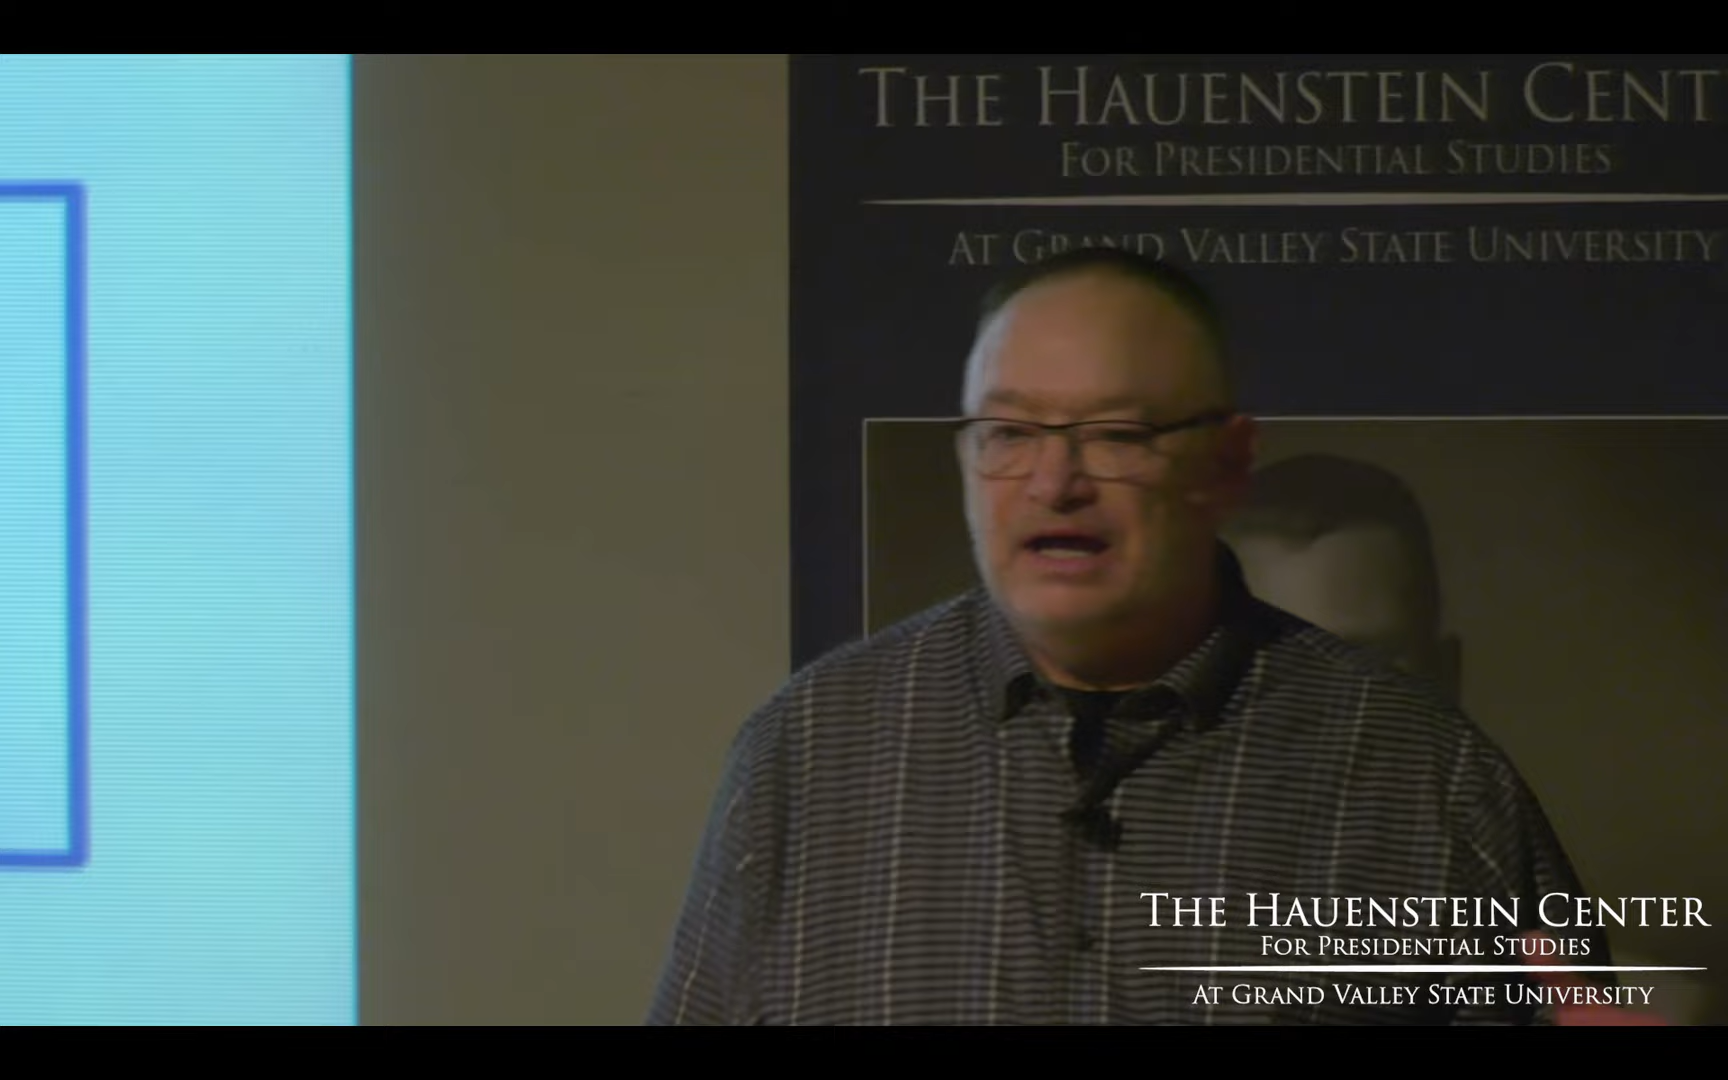 THE HAUENSTEIN CENT
FOR PRESIDENTIAL STUDIES
AT GRAND VALLEY STATE UNIVERSITY
THE HAUENSTEIN CENTER
FOR PRESIDENTIAL STUDIES
AT GRAND VALLEY STATE UNIVERSITY